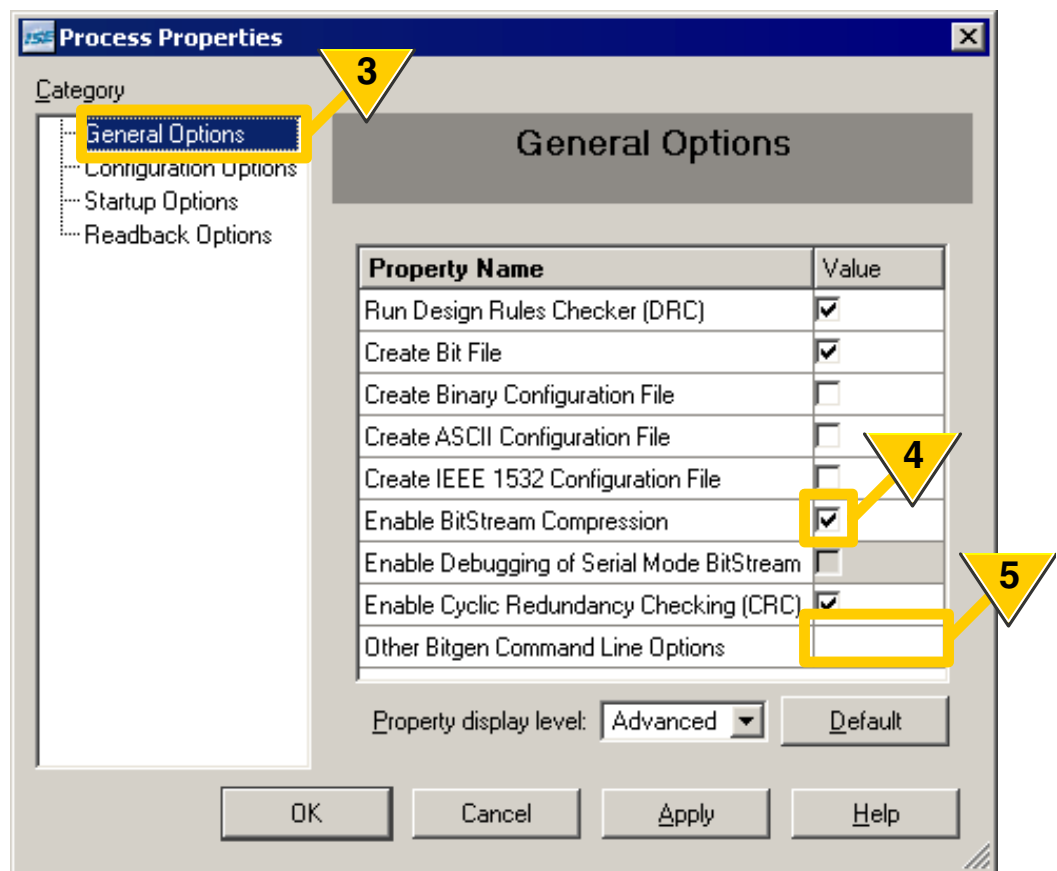 ISE Process Properties
3
Category
General Options
Configuration Options
Startup Options
Readback Options
General Options
Property Name Value
Run Design Rules Checker (DRC)
Create Bit File
Create Binary Configuration File
Create ASCII Configuration File
4
Create IEEE 1532 Configuration File
Enable BitStream Compression
Enable Debugging of Serial Mode BitStream
5
Enable Cyclic Redundancy Checking (CRC)
Other Bitgen Command Line Options
Property display level: Advanced Default
OK Cancel Apply Help